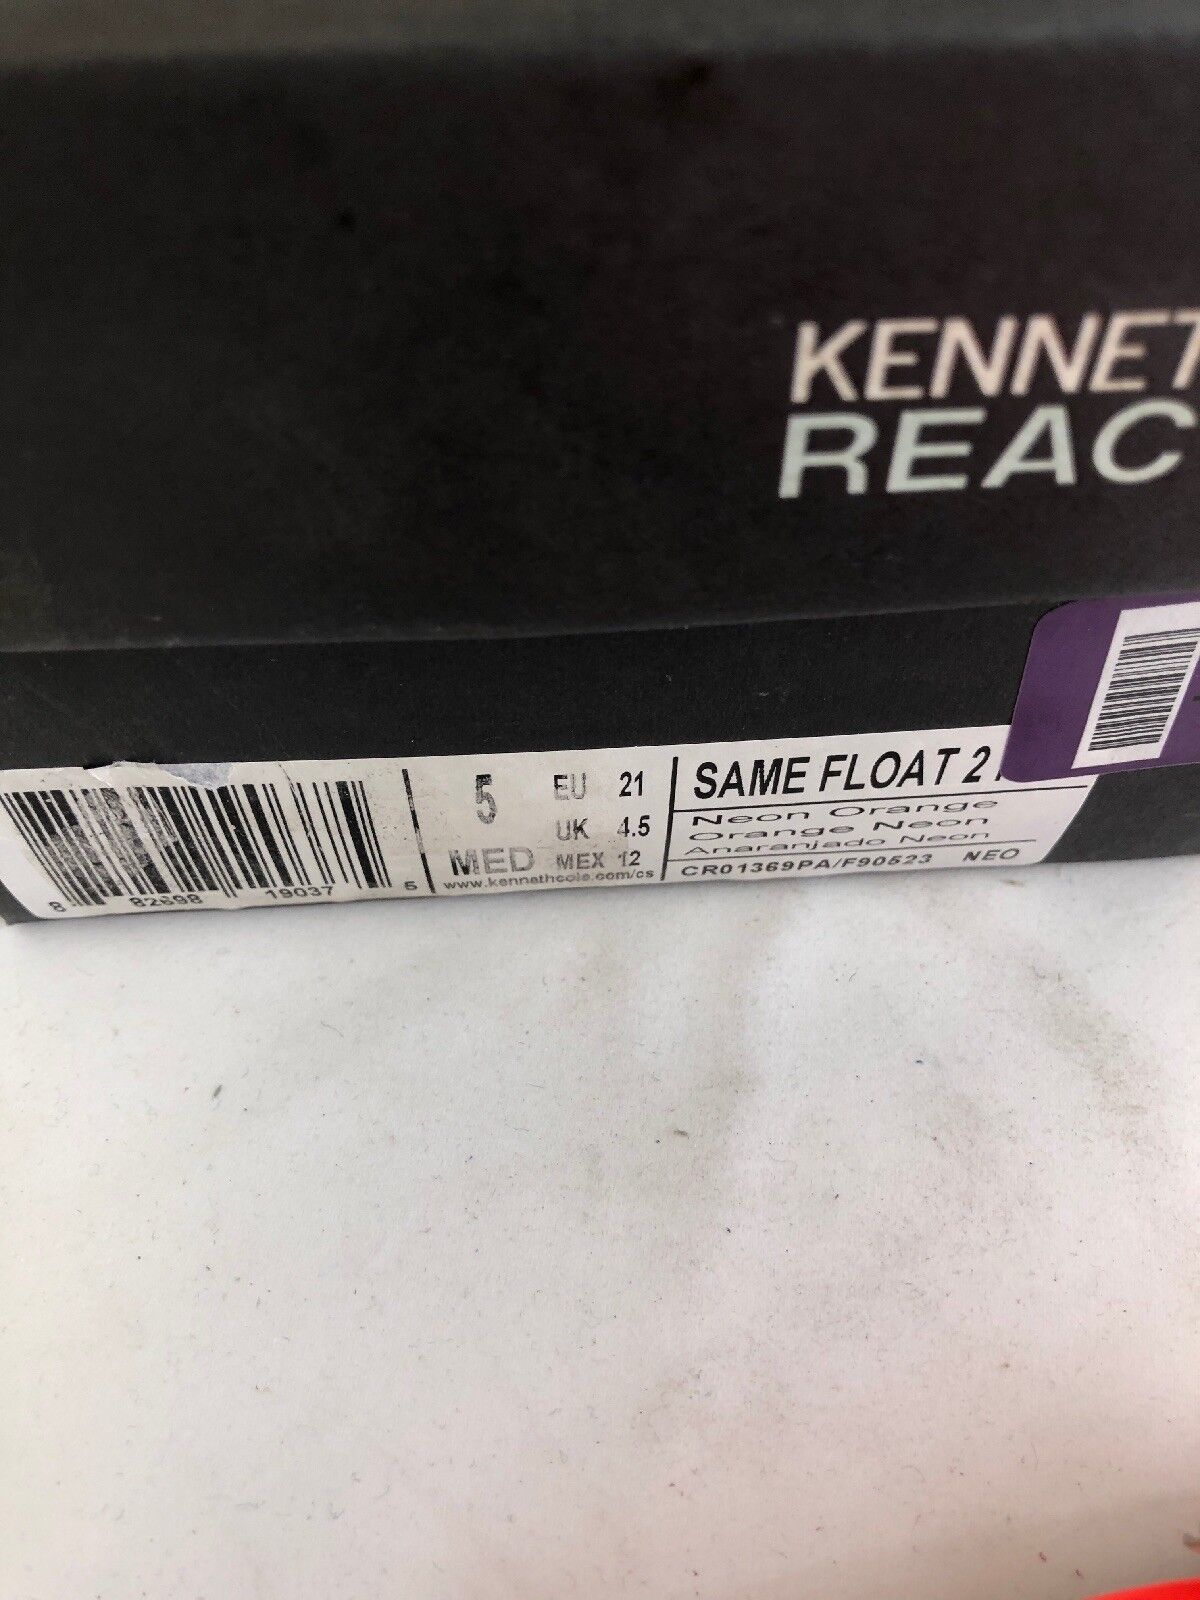 KENNET
REAC
5 EU 21
UK 4.5
MED MEX 12
www.kennethcole.com/cs
8 82698 19037 5
SAME FLOAT 2
Neon Orange
Orange Neon
Anaranjado Neon
CR01369PA/F90523 NEO